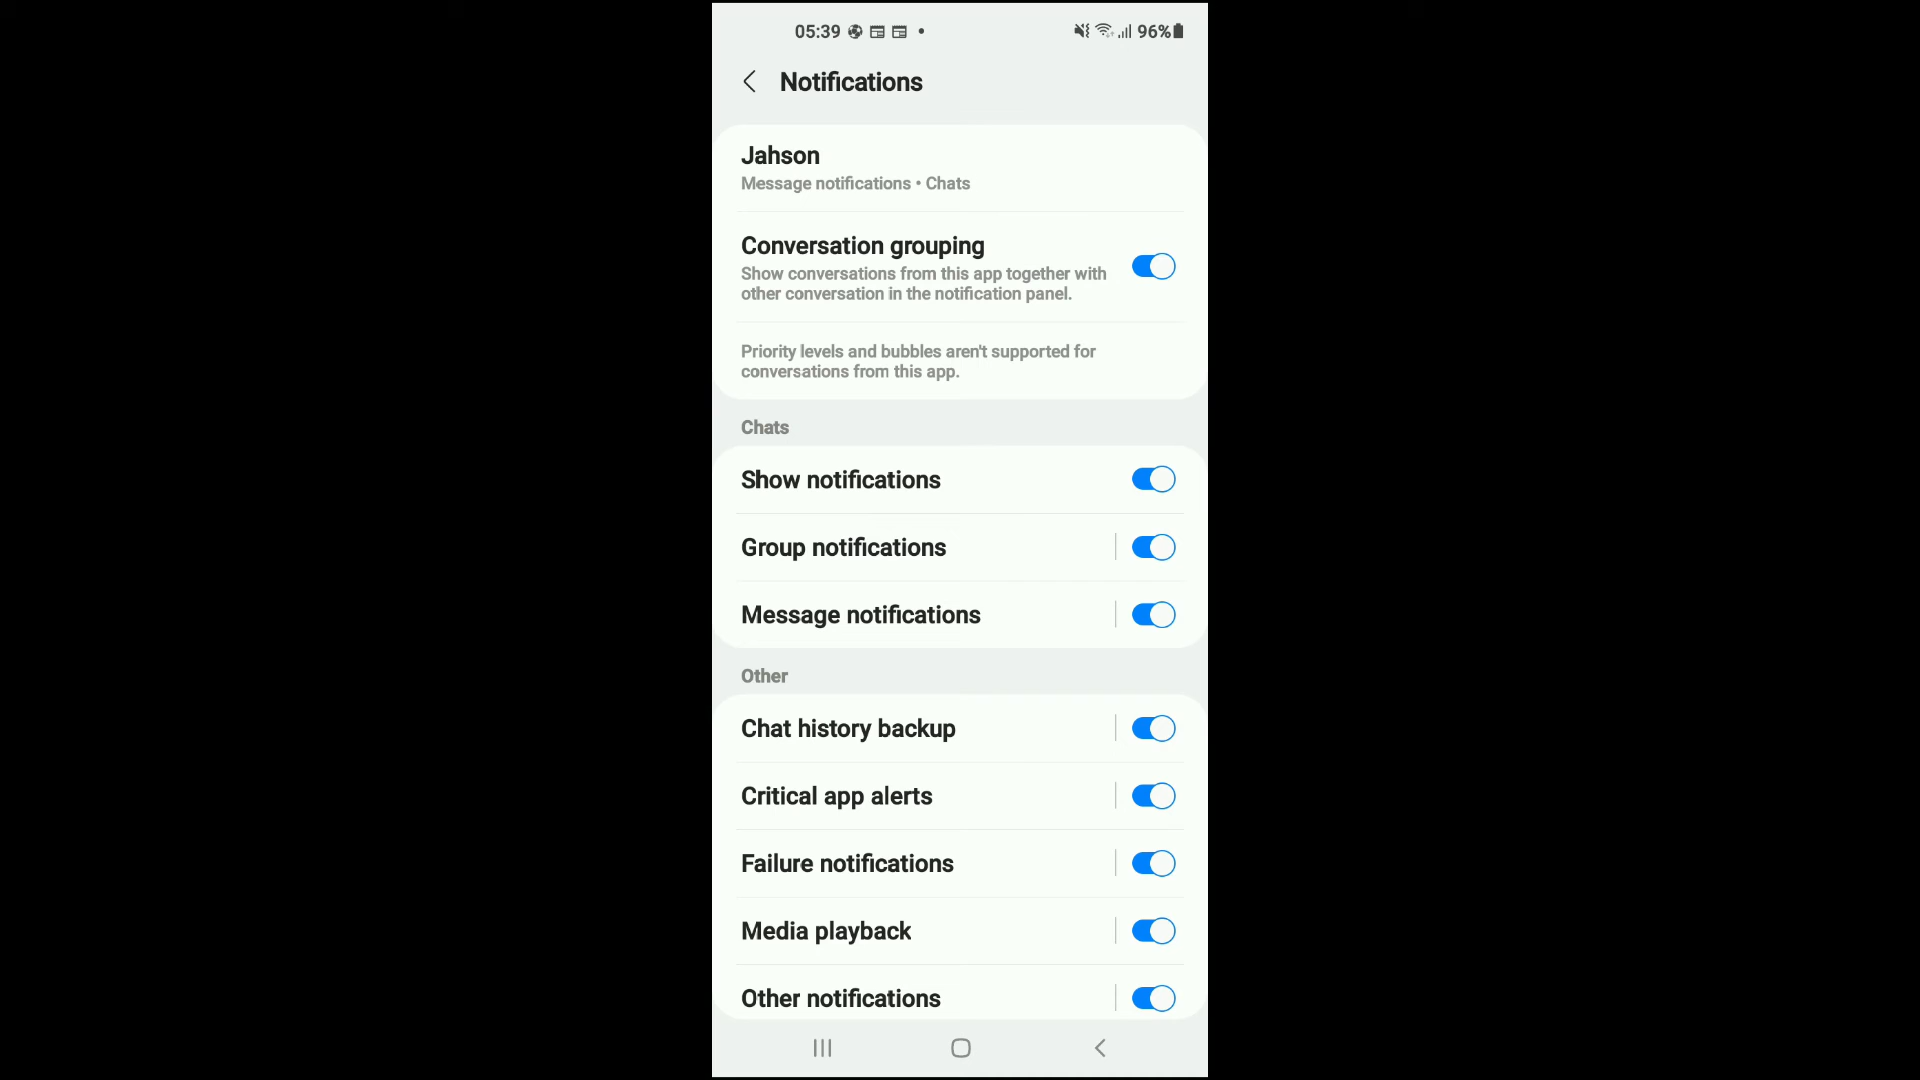 05:39 96%
Notifications
Jahson
Message notifications • Chats
Conversation grouping
Show conversations from this app together with
other conversation in the notification panel.
Priority levels and bubbles aren't supported for
conversations from this app.
Chats
Show notifications
Group notifications
Message notifications
Other
Chat history backup
Critical app alerts
Failure notifications
Media playback
Other notifications